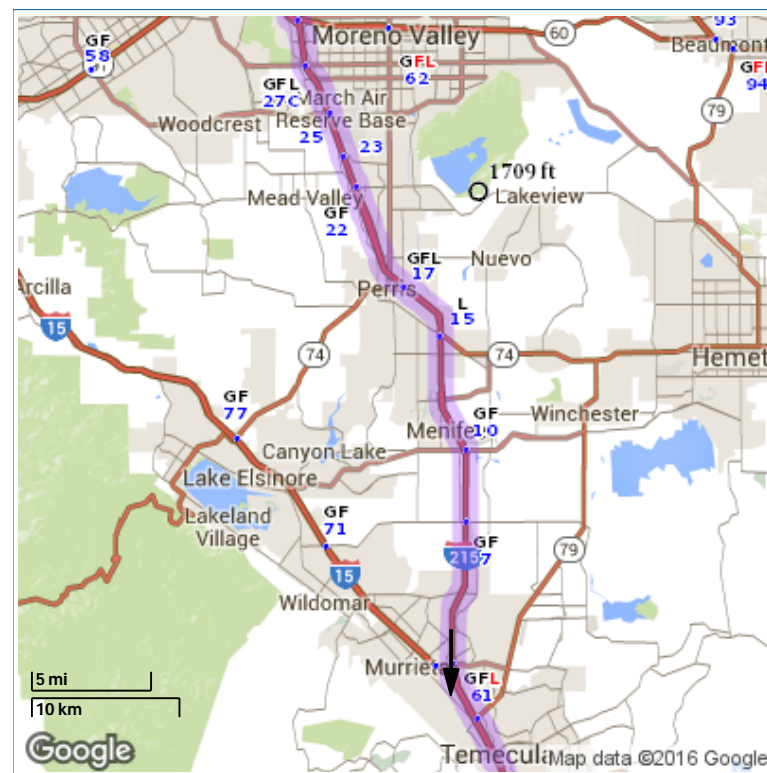 93
GF
58
Moreno Valley
60
Beaumont
GFL
62
GF
94
GFL
27C
March Air
Reserve Base
79
Woodcrest
25
23
1709 ft
Mead Valley
Lakeview
GF
22
GFL
17
Nuevo
Arcilla
Perris
L
15
15
74
74
Hemet
GF
77
GF
10
Winchester
Menifee
Canyon Lake
Lake Elsinore
GF
71
Lakeland
Village
GF
7
79
215
15
Wildomar
Murrieta
GFL
61
5 mi
10 km
Google
Temecula
Map data ©2016 Google